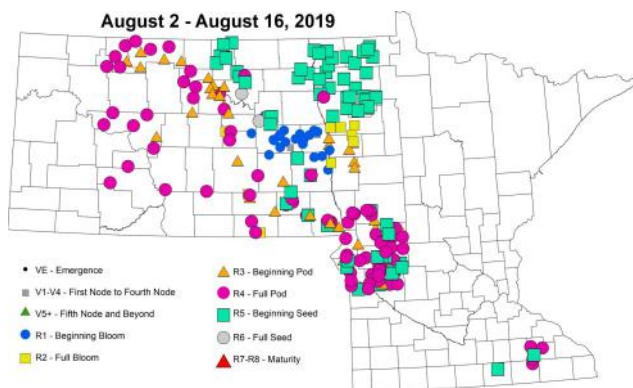 August 2 - August 16, 2019
VE - Emergence
V1-V4 - First Node to Fourth Node
V5+ - Fifth Node and Beyond
R1 - Beginning Bloom
R2 - Full Bloom
R3 - Beginning Pod
R4 - Full Pod
R5 - Beginning Seed
R6 - Full Seed
R7-R8 - Maturity